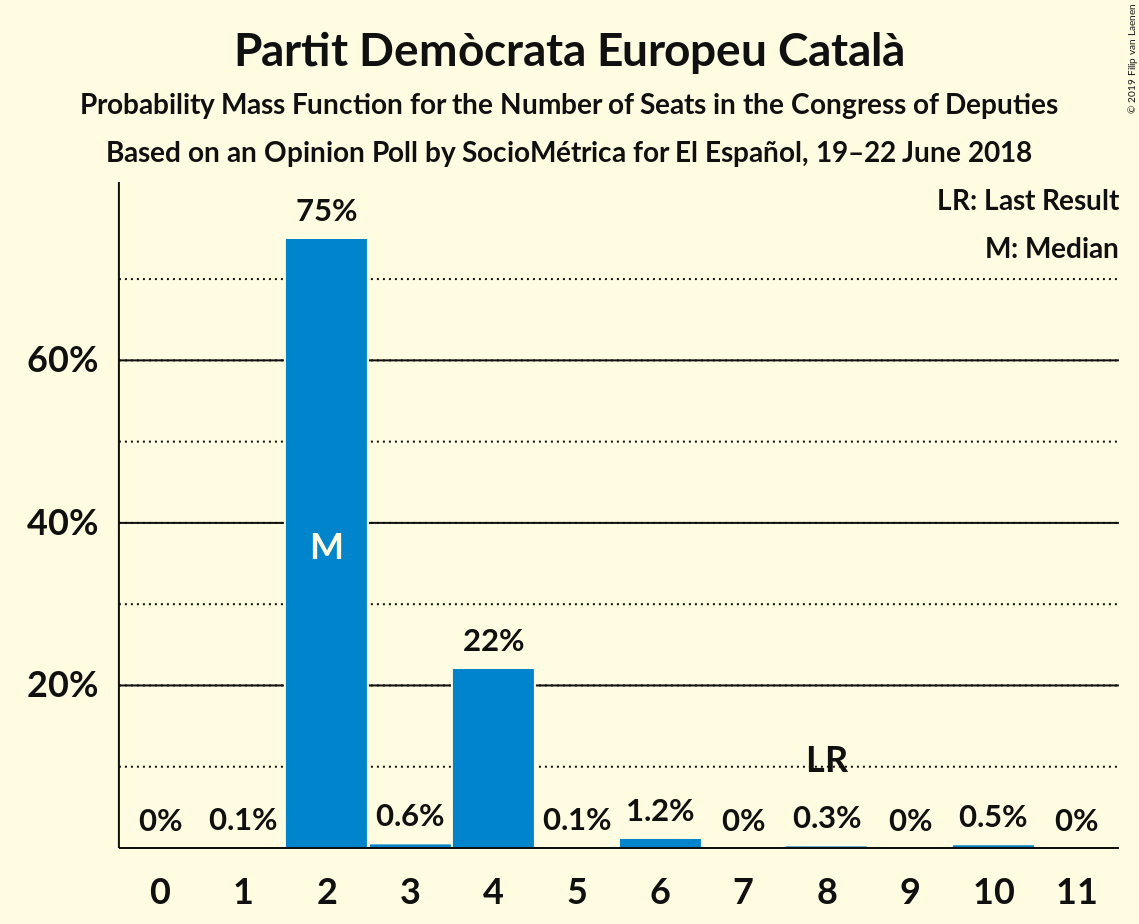 Partit Demòcrata Europeu Català
Probability Mass Function for the Number of Seats in the Congress of Deputies
Based on an Opinion Poll by SocioMétrica for El Español, 19–22 June 2018
© 2019 Filip van Laenen
LR: Last Result
M: Median
75%
60%
40%
M
22%
20%
LR
0% 0.1% 0.6% 0.1% 1.2% 0% 0.3% 0% 0.5% 0%
0 1 2 3 4 5 6 7 8 9 10 11